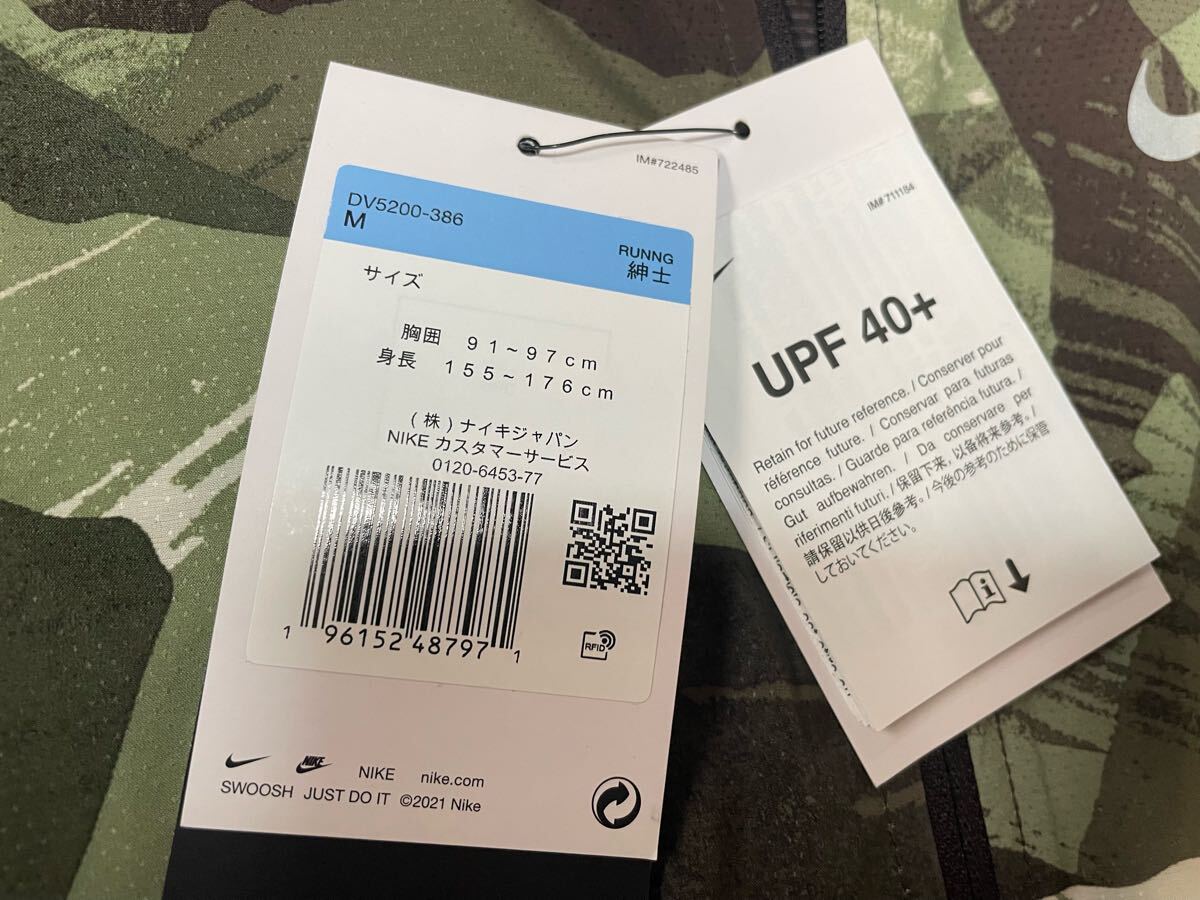 IM#722485
DV5200-386
M
RUNNG
紳士
サイズ
胸囲 91~97cm
身長 155~176cm
(株)ナイキジャパン
NIKE カスタマーサービス
0120-6453-77
1 96152 48797 1
RFID
NIKE
NIKE nike.com
SWOOSH JUST DO IT ©2021 Nike
IM#711184
UPF 40+
Retain for future reference. / Conserver pour
référence future. / Conservar para futuras
consultas. / Guarde para referência futura. /
Gut aufbewahren. / Da conservare per
riferimenti futuri. / 保留下来,以备将来参考。/
請保留以供日後參考。/ 今後の参考のために保管
しておいてください。